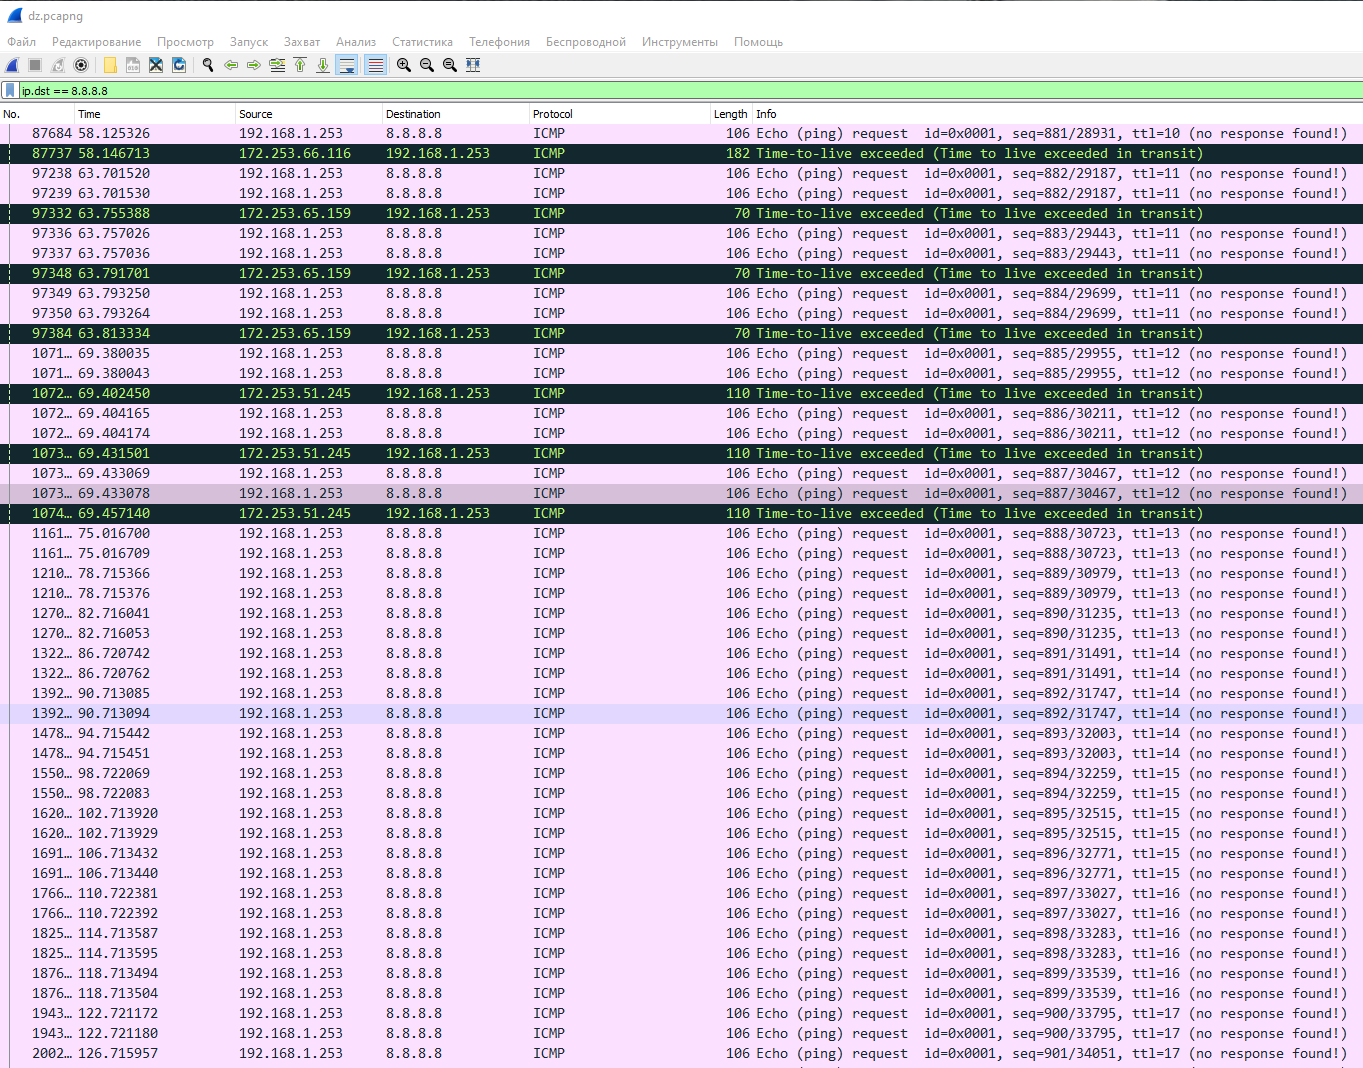 dz.pcapng
Файл Редактирование Просмотр Запуск Захват Анализ Статистика Телефония Беспроводной Инструменты Помощь
ip.dst == 8.8.8.8
No. Time Source Destination Protocol Length Info
87684 58.125326 192.168.1.253 8.8.8.8 ICMP 106 Echo (ping) request id=0x0001, seq=881/28931, ttl=10 (no response found!)
87737 58.146713 172.253.66.116 192.168.1.253 ICMP 182 Time-to-live exceeded (Time to live exceeded in transit)
97238 63.701520 192.168.1.253 8.8.8.8 ICMP 106 Echo (ping) request id=0x0001, seq=882/29187, ttl=11 (no response found!)
97239 63.701530 192.168.1.253 8.8.8.8 ICMP 106 Echo (ping) request id=0x0001, seq=882/29187, ttl=11 (no response found!)
97332 63.755388 172.253.65.159 192.168.1.253 ICMP 70 Time-to-live exceeded (Time to live exceeded in transit)
97336 63.757026 192.168.1.253 8.8.8.8 ICMP 106 Echo (ping) request id=0x0001, seq=883/29443, ttl=11 (no response found!)
97337 63.757036 192.168.1.253 8.8.8.8 ICMP 106 Echo (ping) request id=0x0001, seq=883/29443, ttl=11 (no response found!)
97348 63.791701 172.253.65.159 192.168.1.253 ICMP 70 Time-to-live exceeded (Time to live exceeded in transit)
97349 63.793250 192.168.1.253 8.8.8.8 ICMP 106 Echo (ping) request id=0x0001, seq=884/29699, ttl=11 (no response found!)
97350 63.793264 192.168.1.253 8.8.8.8 ICMP 106 Echo (ping) request id=0x0001, seq=884/29699, ttl=11 (no response found!)
97384 63.813334 172.253.65.159 192.168.1.253 ICMP 70 Time-to-live exceeded (Time to live exceeded in transit)
1071… 69.380035 192.168.1.253 8.8.8.8 ICMP 106 Echo (ping) request id=0x0001, seq=885/29955, ttl=12 (no response found!)
1071… 69.380043 192.168.1.253 8.8.8.8 ICMP 106 Echo (ping) request id=0x0001, seq=885/29955, ttl=12 (no response found!)
1072… 69.402450 172.253.51.245 192.168.1.253 ICMP 110 Time-to-live exceeded (Time to live exceeded in transit)
1072… 69.404165 192.168.1.253 8.8.8.8 ICMP 106 Echo (ping) request id=0x0001, seq=886/30211, ttl=12 (no response found!)
1072… 69.404174 192.168.1.253 8.8.8.8 ICMP 106 Echo (ping) request id=0x0001, seq=886/30211, ttl=12 (no response found!)
1073… 69.431501 172.253.51.245 192.168.1.253 ICMP 110 Time-to-live exceeded (Time to live exceeded in transit)
1073… 69.433069 192.168.1.253 8.8.8.8 ICMP 106 Echo (ping) request id=0x0001, seq=887/30467, ttl=12 (no response found!)
1073… 69.433078 192.168.1.253 8.8.8.8 ICMP 106 Echo (ping) request id=0x0001, seq=887/30467, ttl=12 (no response found!)
1074… 69.457140 172.253.51.245 192.168.1.253 ICMP 110 Time-to-live exceeded (Time to live exceeded in transit)
1161… 75.016700 192.168.1.253 8.8.8.8 ICMP 106 Echo (ping) request id=0x0001, seq=888/30723, ttl=13 (no response found!)
1161… 75.016709 192.168.1.253 8.8.8.8 ICMP 106 Echo (ping) request id=0x0001, seq=888/30723, ttl=13 (no response found!)
1210… 78.715366 192.168.1.253 8.8.8.8 ICMP 106 Echo (ping) request id=0x0001, seq=889/30979, ttl=13 (no response found!)
1210… 78.715376 192.168.1.253 8.8.8.8 ICMP 106 Echo (ping) request id=0x0001, seq=889/30979, ttl=13 (no response found!)
1270… 82.716041 192.168.1.253 8.8.8.8 ICMP 106 Echo (ping) request id=0x0001, seq=890/31235, ttl=13 (no response found!)
1270… 82.716053 192.168.1.253 8.8.8.8 ICMP 106 Echo (ping) request id=0x0001, seq=890/31235, ttl=13 (no response found!)
1322… 86.720742 192.168.1.253 8.8.8.8 ICMP 106 Echo (ping) request id=0x0001, seq=891/31491, ttl=14 (no response found!)
1322… 86.720762 192.168.1.253 8.8.8.8 ICMP 106 Echo (ping) request id=0x0001, seq=891/31491, ttl=14 (no response found!)
1392… 90.713085 192.168.1.253 8.8.8.8 ICMP 106 Echo (ping) request id=0x0001, seq=892/31747, ttl=14 (no response found!)
1392… 90.713094 192.168.1.253 8.8.8.8 ICMP 106 Echo (ping) request id=0x0001, seq=892/31747, ttl=14 (no response found!)
1478… 94.715442 192.168.1.253 8.8.8.8 ICMP 106 Echo (ping) request id=0x0001, seq=893/32003, ttl=14 (no response found!)
1478… 94.715451 192.168.1.253 8.8.8.8 ICMP 106 Echo (ping) request id=0x0001, seq=893/32003, ttl=14 (no response found!)
1550… 98.722069 192.168.1.253 8.8.8.8 ICMP 106 Echo (ping) request id=0x0001, seq=894/32259, ttl=15 (no response found!)
1550… 98.722083 192.168.1.253 8.8.8.8 ICMP 106 Echo (ping) request id=0x0001, seq=894/32259, ttl=15 (no response found!)
1620… 102.713920 192.168.1.253 8.8.8.8 ICMP 106 Echo (ping) request id=0x0001, seq=895/32515, ttl=15 (no response found!)
1620… 102.713929 192.168.1.253 8.8.8.8 ICMP 106 Echo (ping) request id=0x0001, seq=895/32515, ttl=15 (no response found!)
1691… 106.713432 192.168.1.253 8.8.8.8 ICMP 106 Echo (ping) request id=0x0001, seq=896/32771, ttl=15 (no response found!)
1691… 106.713440 192.168.1.253 8.8.8.8 ICMP 106 Echo (ping) request id=0x0001, seq=896/32771, ttl=15 (no response found!)
1766… 110.722381 192.168.1.253 8.8.8.8 ICMP 106 Echo (ping) request id=0x0001, seq=897/33027, ttl=16 (no response found!)
1766… 110.722392 192.168.1.253 8.8.8.8 ICMP 106 Echo (ping) request id=0x0001, seq=897/33027, ttl=16 (no response found!)
1825… 114.713587 192.168.1.253 8.8.8.8 ICMP 106 Echo (ping) request id=0x0001, seq=898/33283, ttl=16 (no response found!)
1825… 114.713595 192.168.1.253 8.8.8.8 ICMP 106 Echo (ping) request id=0x0001, seq=898/33283, ttl=16 (no response found!)
1876… 118.713494 192.168.1.253 8.8.8.8 ICMP 106 Echo (ping) request id=0x0001, seq=899/33539, ttl=16 (no response found!)
1876… 118.713504 192.168.1.253 8.8.8.8 ICMP 106 Echo (ping) request id=0x0001, seq=899/33539, ttl=16 (no response found!)
1943… 122.721172 192.168.1.253 8.8.8.8 ICMP 106 Echo (ping) request id=0x0001, seq=900/33795, ttl=17 (no response found!)
1943… 122.721180 192.168.1.253 8.8.8.8 ICMP 106 Echo (ping) request id=0x0001, seq=900/33795, ttl=17 (no response found!)
2002… 126.715957 192.168.1.253 8.8.8.8 ICMP 106 Echo (ping) request id=0x0001, seq=901/34051, ttl=17 (no response found!)